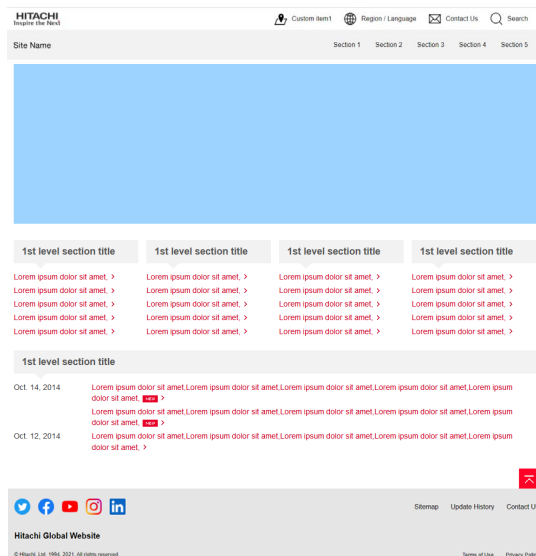 HITACHI
Inspire the Next
Custom item1 Region / Language Contact Us Search
Site Name
Section 1 Section 2 Section 3 Section 4 Section 5
1st level section title 1st level section title 1st level section title 1st level section title
Lorem ipsum dolor sit amet, Lorem ipsum dolor sit amet, Lorem ipsum dolor sit amet, Lorem ipsum dolor sit amet,
Lorem ipsum dolor sit amet, Lorem ipsum dolor sit amet, Lorem ipsum dolor sit amet, Lorem ipsum dolor sit amet,
Lorem ipsum dolor sit amet, Lorem ipsum dolor sit amet, Lorem ipsum dolor sit amet, Lorem ipsum dolor sit amet,
Lorem ipsum dolor sit amet, Lorem ipsum dolor sit amet, Lorem ipsum dolor sit amet, Lorem ipsum dolor sit amet,
Lorem ipsum dolor sit amet, Lorem ipsum dolor sit amet, Lorem ipsum dolor sit amet, Lorem ipsum dolor sit amet,
1st level section title
Oct. 14, 2014 Lorem ipsum dolor sit amet,Lorem ipsum dolor sit amet,Lorem ipsum dolor sit amet,Lorem ipsum dolor sit amet,Lorem ipsum
dolor sit amet, NEW
Lorem ipsum dolor sit amet,Lorem ipsum dolor sit amet,Lorem ipsum dolor sit amet,Lorem ipsum dolor sit amet,Lorem ipsum
dolor sit amet, NEW
Oct. 12, 2014 Lorem ipsum dolor sit amet,Lorem ipsum dolor sit amet,Lorem ipsum dolor sit amet,Lorem ipsum dolor sit amet,Lorem ipsum
dolor sit amet,
Sitemap Update History Contact U
Hitachi Global Website
© Hitachi, Ltd. 1994, 2021. All rights reserved. Terms of Use Privacy Polic